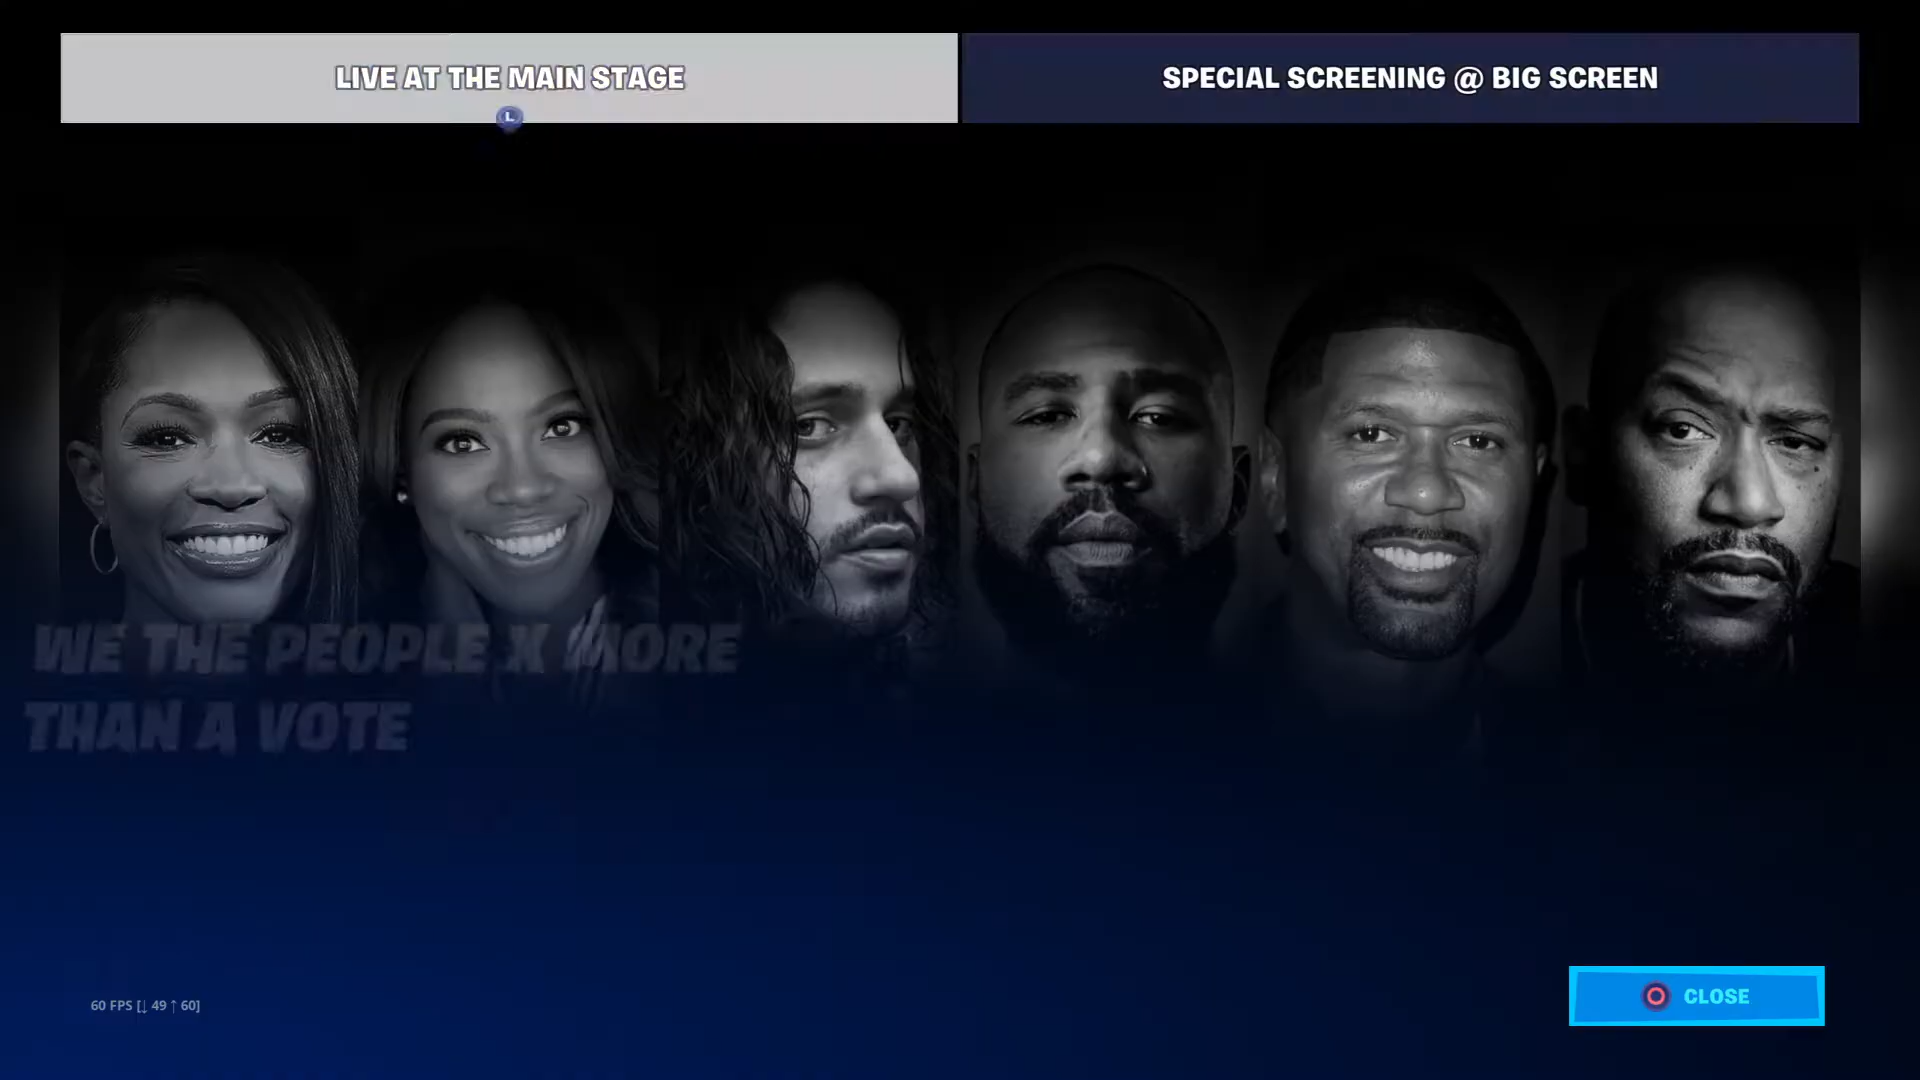 LIVE AT THE MAIN STAGE
SPECIAL SCREENING @ BIG SCREEN
L
WE THE PEOPLE X MORE
THAN A VOTE
60 FPS [↓ 49 ↑ 60]
CLOSE